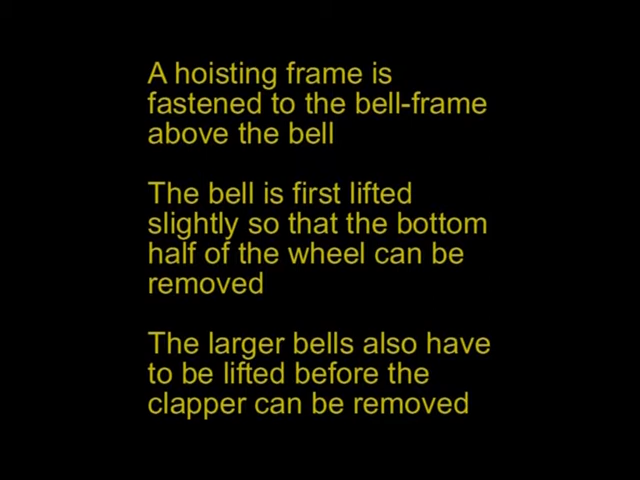 A hoisting frame is
fastened to the bell-frame
above the bell
The bell is first lifted
slightly so that the bottom
half of the wheel can be
removed
The larger bells also have
to be lifted before the
clapper can be removed